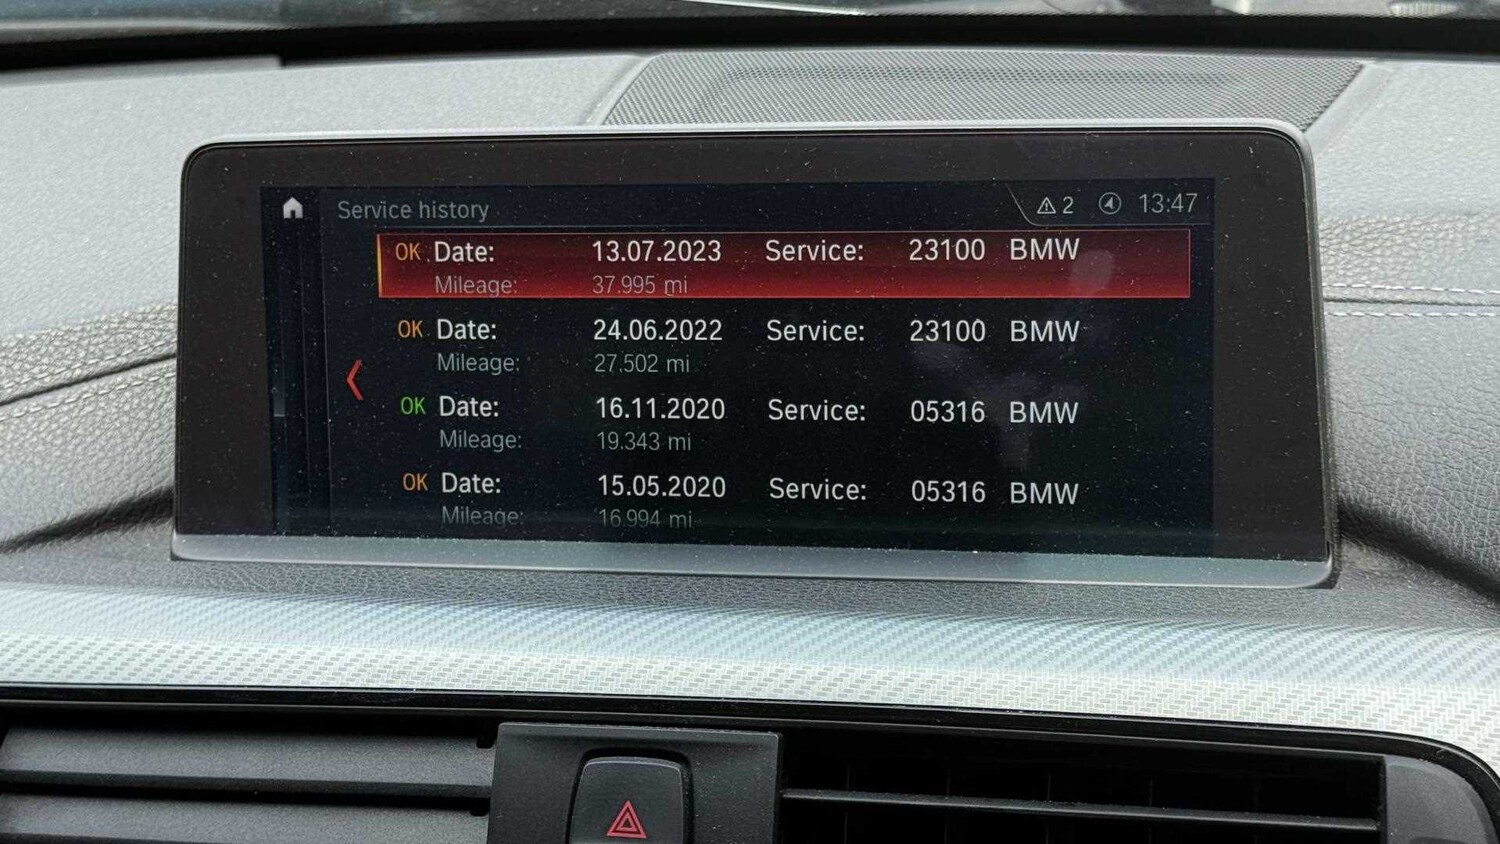 Service history 2 13:47
OK Date: 13.07.2023 Service: 23100 BMW
Mileage: 37.995 mi
OK Date: 24.06.2022 Service: 23100 BMW
Mileage: 27.502 mi
OK Date: 16.11.2020 Service: 05316 BMW
Mileage: 19.343 mi
OK Date: 15.05.2020 Service: 05316 BMW
Mileage: 16.994 mi